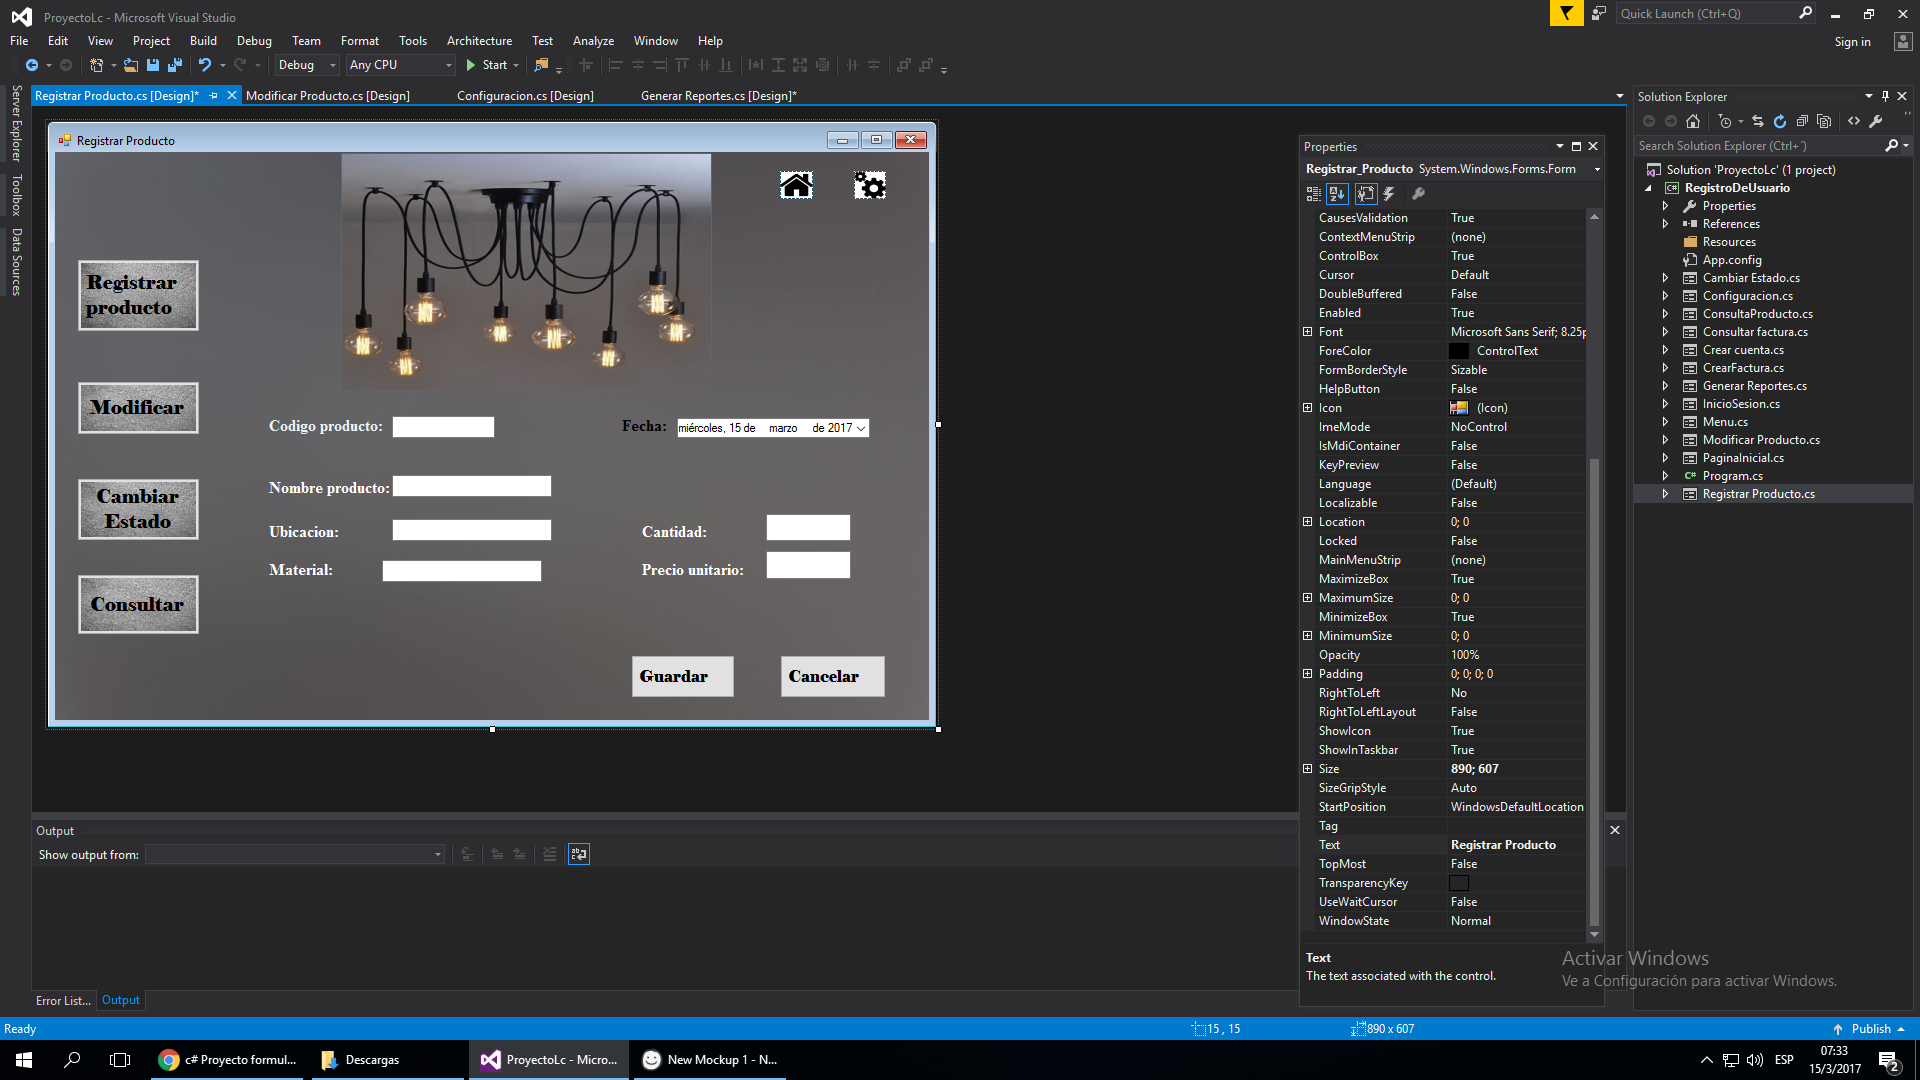 ProyectoLc - Microsoft Visual Studio
Quick Launch (Ctrl+Q)
File Edit View Project Build Debug Team Format Tools Architecture Test Analyze Window Help
Sign in
Debug Any CPU Start
Registrar Producto.cs [Design]* Modificar Producto.cs [Design] Configuracion.cs [Design] Generar Reportes.cs [Design]*
Server Explorer
Toolbox
Data Sources
Registrar Producto
Registrar
producto
Modificar
Cambiar
Estado
Consultar
Codigo producto:
Fecha: miércoles, 15 de marzo de 2017
Nombre producto:
Ubicacion:
Cantidad:
Material:
Precio unitario:
Guardar Cancelar
Output
Show output from:
Error List... Output
Properties
Registrar_Producto System.Windows.Forms.Form
CausesValidation True
ContextMenuStrip (none)
ControlBox True
Cursor Default
DoubleBuffered False
Enabled True
Font Microsoft Sans Serif; 8.25p
ForeColor ControlText
FormBorderStyle Sizable
HelpButton False
Icon (Icon)
ImeMode NoControl
IsMdiContainer False
KeyPreview False
Language (Default)
Localizable False
Location 0; 0
Locked False
MainMenuStrip (none)
MaximizeBox True
MaximumSize 0; 0
MinimizeBox True
MinimumSize 0; 0
Opacity 100%
Padding 0; 0; 0; 0
RightToLeft No
RightToLeftLayout False
ShowIcon True
ShowInTaskbar True
Size 890; 607
SizeGripStyle Auto
StartPosition WindowsDefaultLocation
Tag
Text Registrar Producto
TopMost False
TransparencyKey
UseWaitCursor False
WindowState Normal
Text
The text associated with the control.
Solution Explorer
Search Solution Explorer (Ctrl+´)
Solution 'ProyectoLc' (1 project)
RegistroDeUsuario
Properties
References
Resources
App.config
Cambiar Estado.cs
Configuracion.cs
ConsultaProducto.cs
Consultar factura.cs
Crear cuenta.cs
CrearFactura.cs
Generar Reportes.cs
InicioSesion.cs
Menu.cs
Modificar Producto.cs
PaginaInicial.cs
Program.cs
Registrar Producto.cs
Activar Windows
Ve a Configuración para activar Windows.
Ready 15 , 15 890 x 607 Publish
c# Proyecto formul... Descargas ProyectoLc - Micro... New Mockup 1 - N...
ESP
07:33
15/3/2017
2